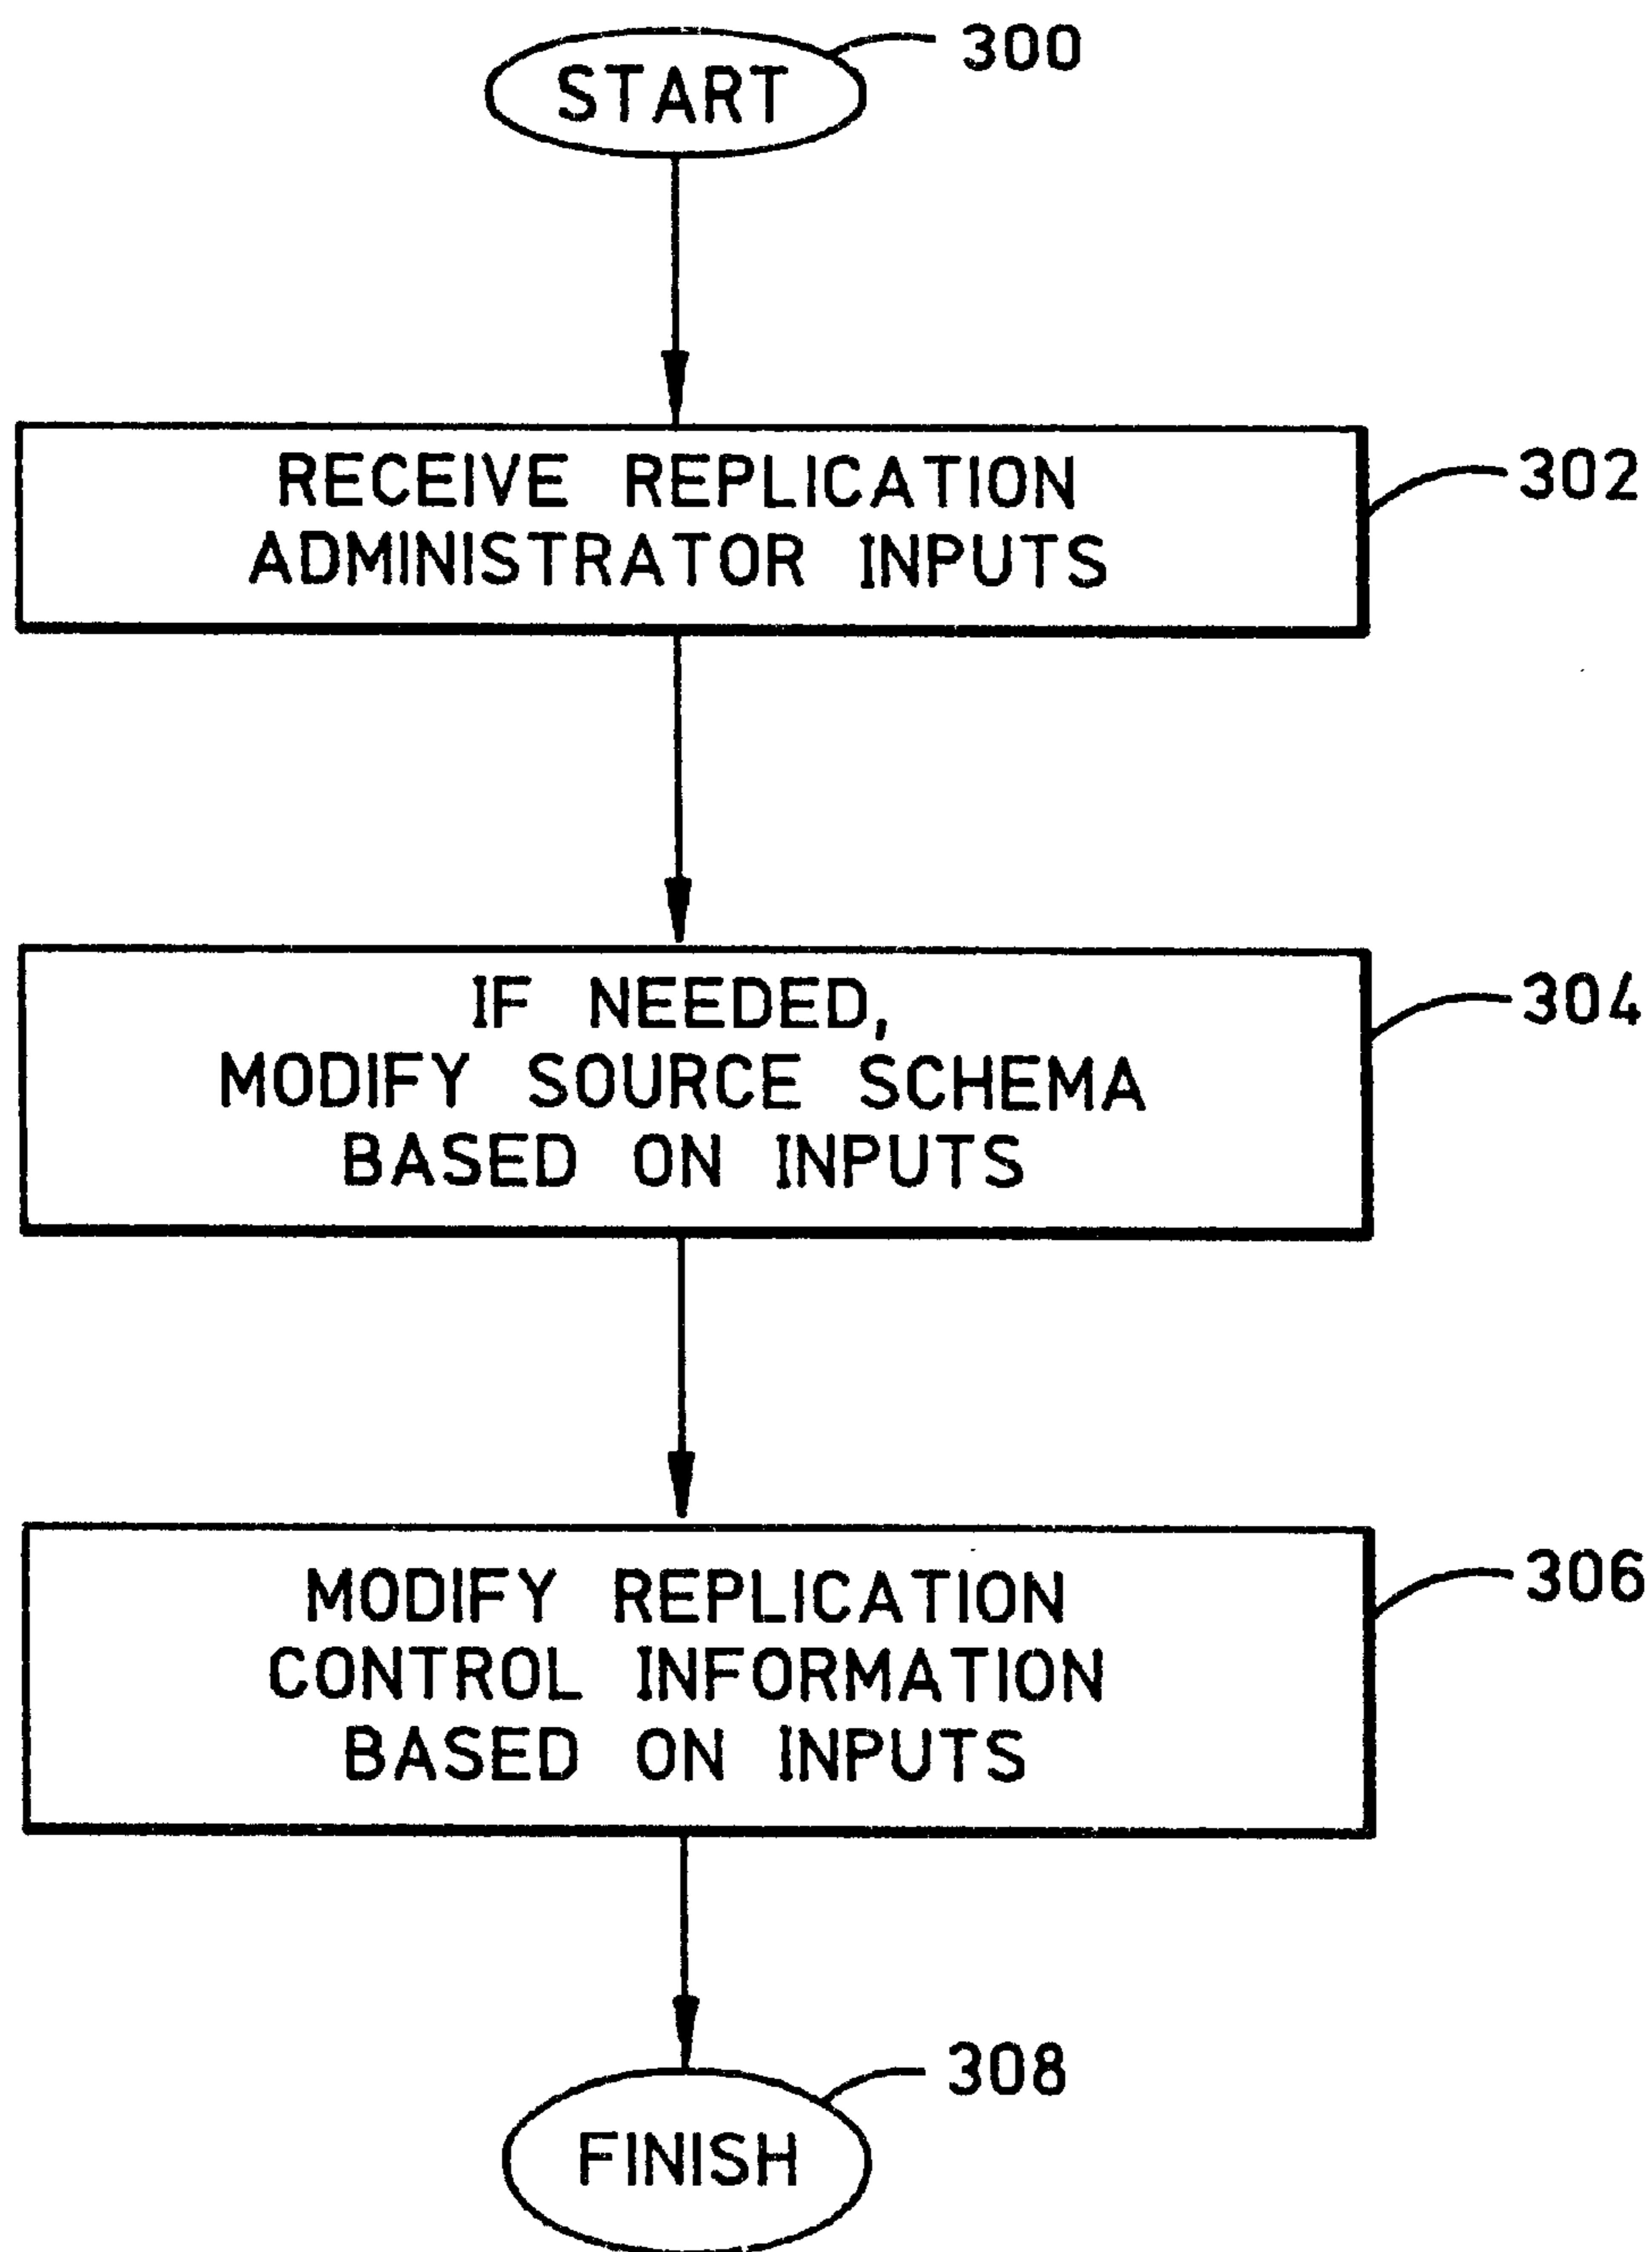 START
300
RECEIVE REPLICATION
ADMINISTRATOR INPUTS
302
IF NEEDED,
MODIFY SOURCE SCHEMA
BASED ON INPUTS
304
MODIFY REPLICATION
CONTROL INFORMATION
BASED ON INPUTS
306
FINISH
308